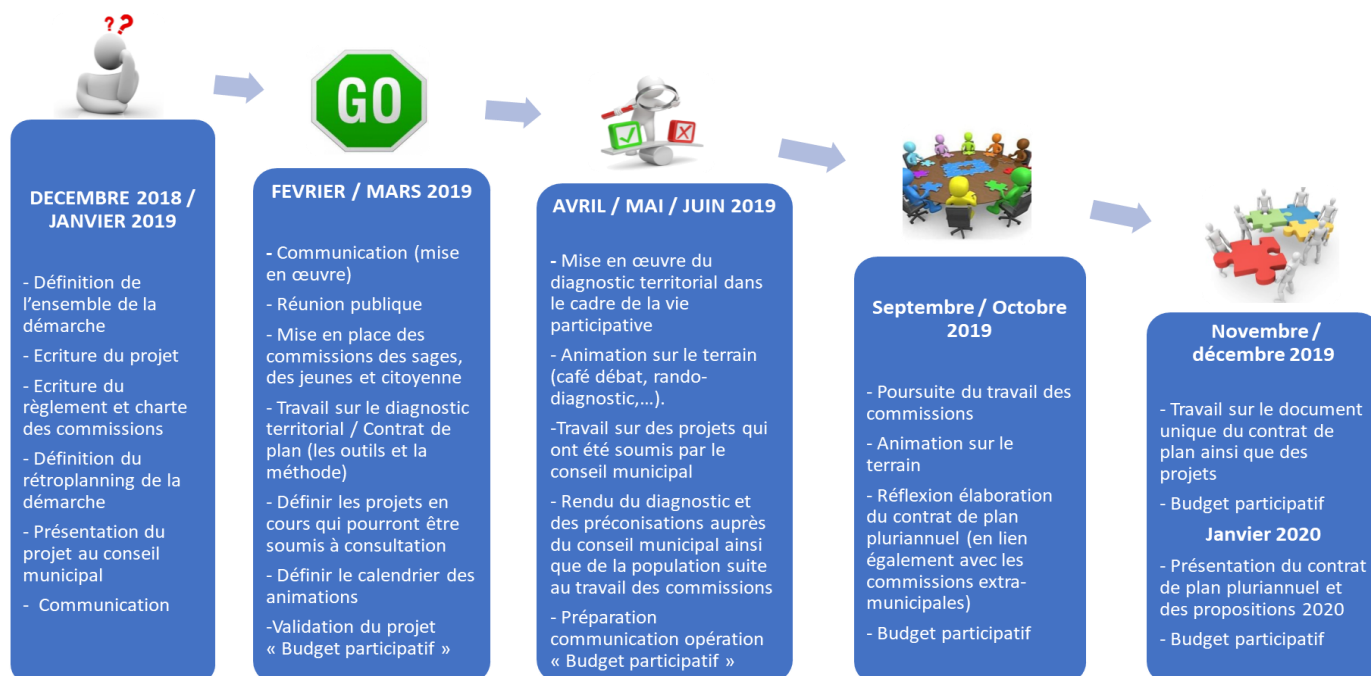 ??
GO
DECEMBRE 2018 /
JANVIER 2019
- Définition de
l'ensemble de la
démarche
- Ecriture du projet
- Ecriture du
règlement et charte
des commissions
- Définition du
rétroplanning de la
démarche
- Présentation du
projet au conseil
municipal
- Communication
FEVRIER / MARS 2019
- Communication (mise
en œuvre)
- Réunion publique
- Mise en place des
commissions des sages,
des jeunes et citoyenne
- Travail sur le diagnostic
territorial / Contrat de
plan (les outils et la
méthode)
- Définir les projets en
cours qui pourront être
soumis à consultation
- Définir le calendrier des
animations
-Validation du projet
« Budget participatif »
AVRIL / MAI / JUIN 2019
- Mise en œuvre du
diagnostic territorial dans
le cadre de la vie
participative
- Animation sur le terrain
(café débat, rando-
diagnostic,...).
-Travail sur des projets qui
ont été soumis par le
conseil municipal
- Rendu du diagnostic et
des préconisations auprès
du conseil municipal ainsi
que de la population suite
au travail des commissions
- Préparation
communication opération
« Budget participatif »
Septembre / Octobre
2019
- Poursuite du travail des
commissions
- Animation sur le
terrain
- Réflexion élaboration
du contrat de plan
pluriannuel (en lien
également avec les
commissions extra-
municipales)
- Budget participatif
Novembre /
décembre 2019
- Travail sur le document
unique du contrat de
plan ainsi que des
projets
- Budget participatif
Janvier 2020
- Présentation du contrat
de plan pluriannuel et
des propositions 2020
- Budget participatif